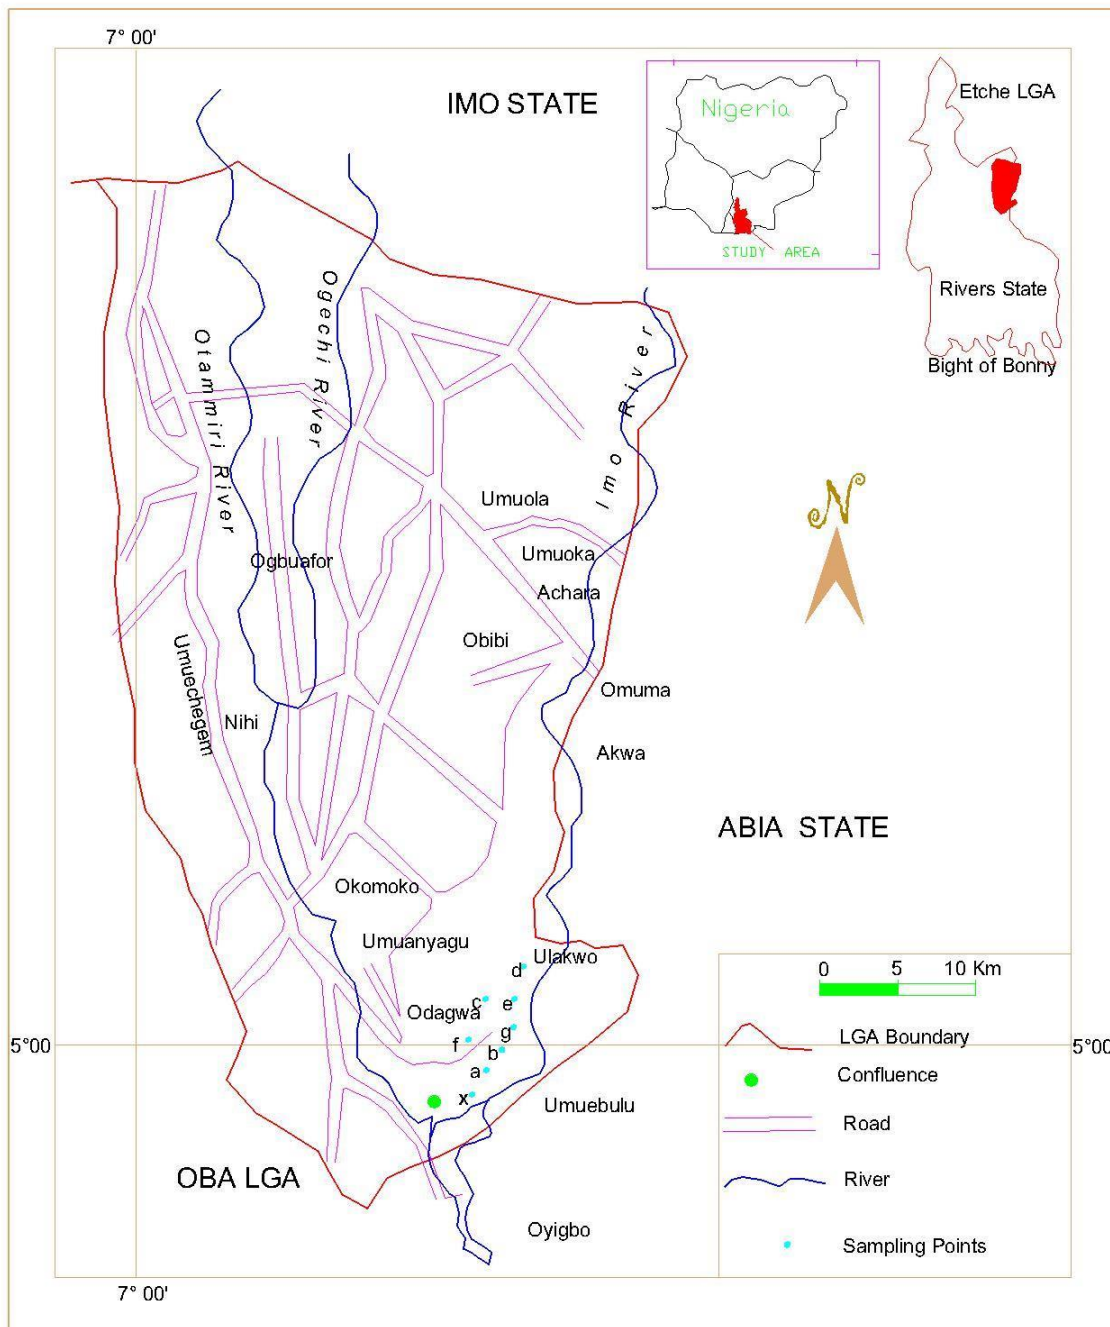 7° 00'
IMO STATE
Nigeria
STUDY AREA
Etche LGA
Rivers State
Bight of Bonny
Otammiri River
Ogechi River
Imo River
N
Umuola
Umuoka
Ogbuafor
Achara
Obibi
Umuechegem
Omuma
Nihi
Akwa
ABIA STATE
Okomoko
Umuanyagu
Ulakwo
d
c
e
Odagwa
g
f
b
a
x
5°00
5°00
Umuebulu
OBA LGA
Oyigbo
0 5 10 Km
LGA Boundary
Confluence
Road
River
Sampling Points
7° 00'